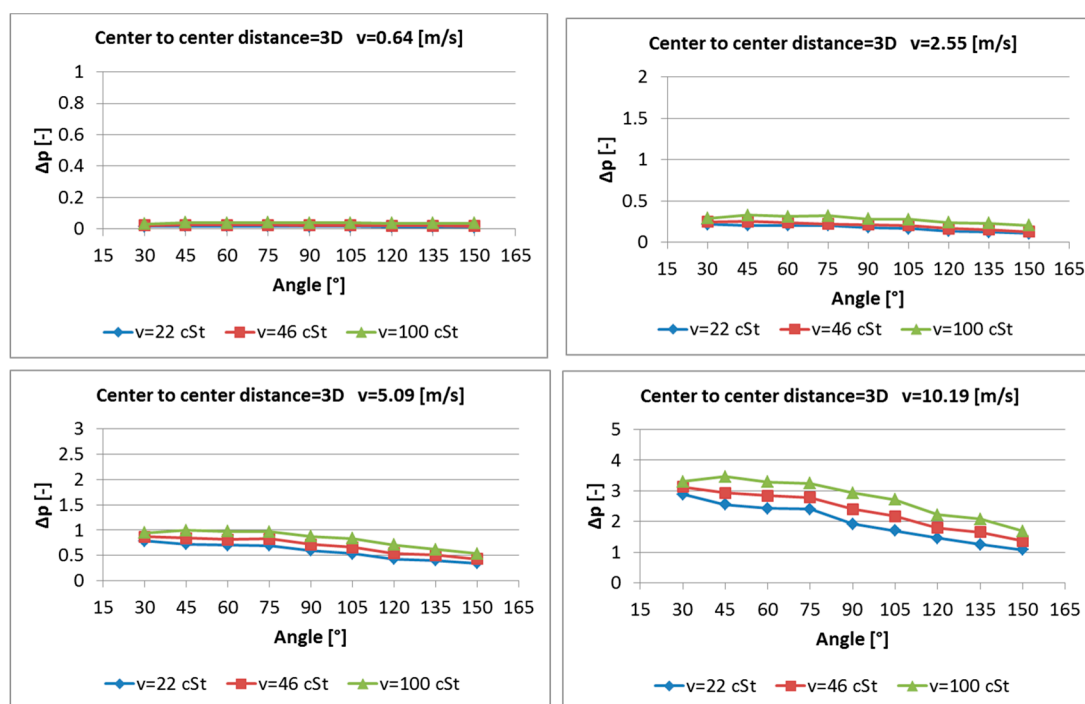 Center to center distance=3D v=0.64 [m/s]
1
0.8
0.6
0.4
0.2
0
Δp [-]
15 30 45 60 75 90 105 120 135 150 165
Angle [°]
v=22 cSt v=46 cSt v=100 cSt
Center to center distance=3D v=2.55 [m/s]
2
1.5
1
0.5
0
Δp [-]
15 30 45 60 75 90 105 120 135 150 165
Angle [°]
v=22 cSt v=46 cSt v=100 cSt
Center to center distance=3D v=5.09 [m/s]
3
2.5
2
1.5
1
0.5
0
Δp [-]
15 30 45 60 75 90 105 120 135 150 165
Angle [°]
v=22 cSt v=46 cSt v=100 cSt
Center to center distance=3D v=10.19 [m/s]
5
4
3
2
1
0
Δp [-]
15 30 45 60 75 90 105 120 135 150 165
Angle [°]
v=22 cSt v=46 cSt v=100 cSt